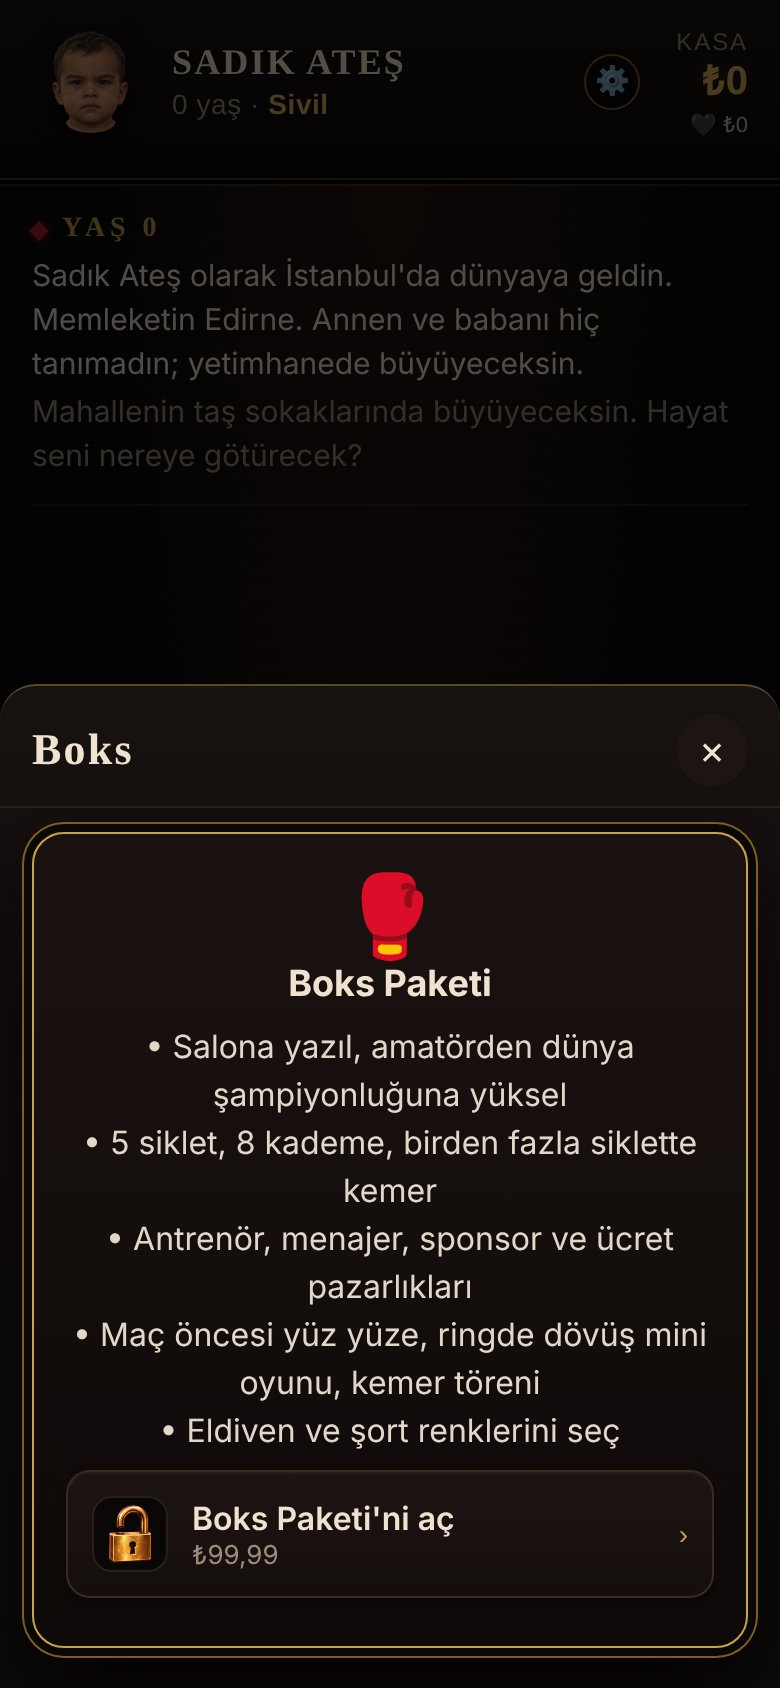 SADIK ATEŞ
0 yaş · Sivil
KASA
₺0
₺0
YAŞ 0
Sadık Ateş olarak İstanbul'da dünyaya geldin.
Memleketin Edirne. Annen ve babanı hiç
tanımadın; yetimhanede büyüyeceksin.
Mahallenin taş sokaklarında büyüyeceksin. Hayat
seni nereye götürecek?
Boks
Boks Paketi
• Salona yazıl, amatörden dünya
şampiyonluğuna yüksel
• 5 siklet, 8 kademe, birden fazla siklette
kemer
• Antrenör, menajer, sponsor ve ücret
pazarlıkları
• Maç öncesi yüz yüze, ringde dövüş mini
oyunu, kemer töreni
• Eldiven ve şort renklerini seç
Boks Paketi'ni aç
₺99,99